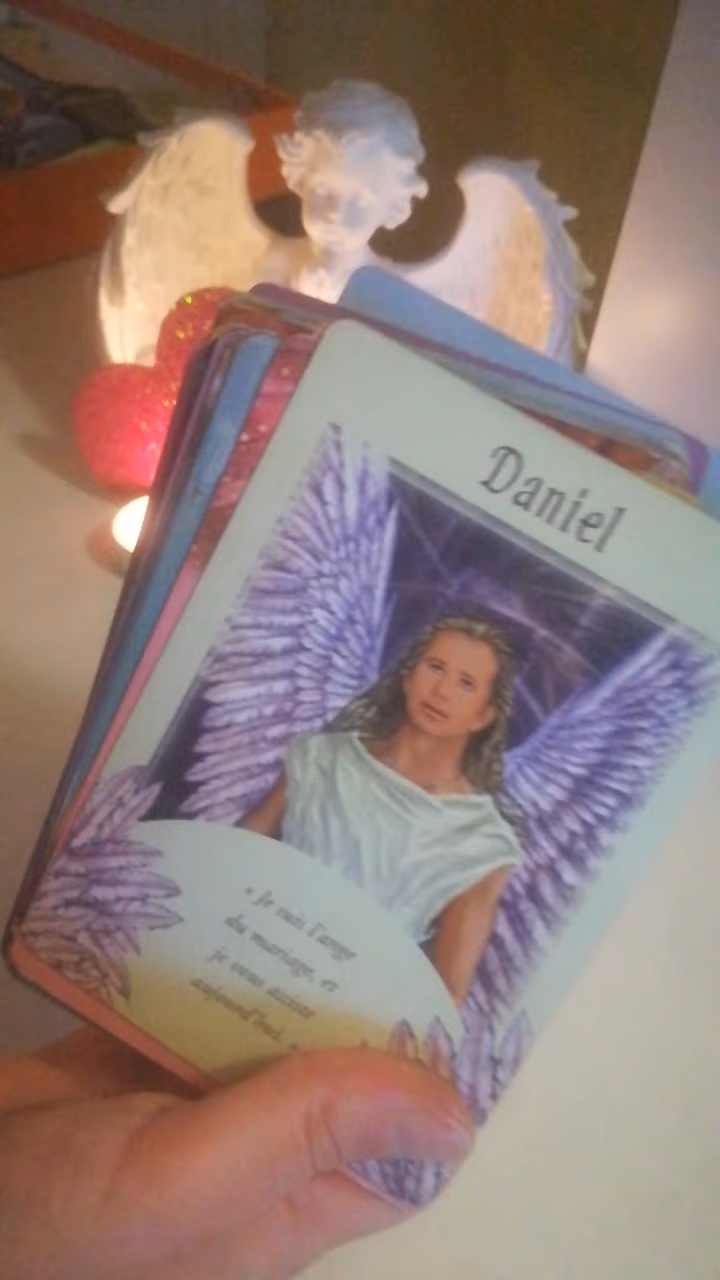 Daniel
« Je suis l'ange
du mariage, et
je vous assiste
aujourd'hui. »